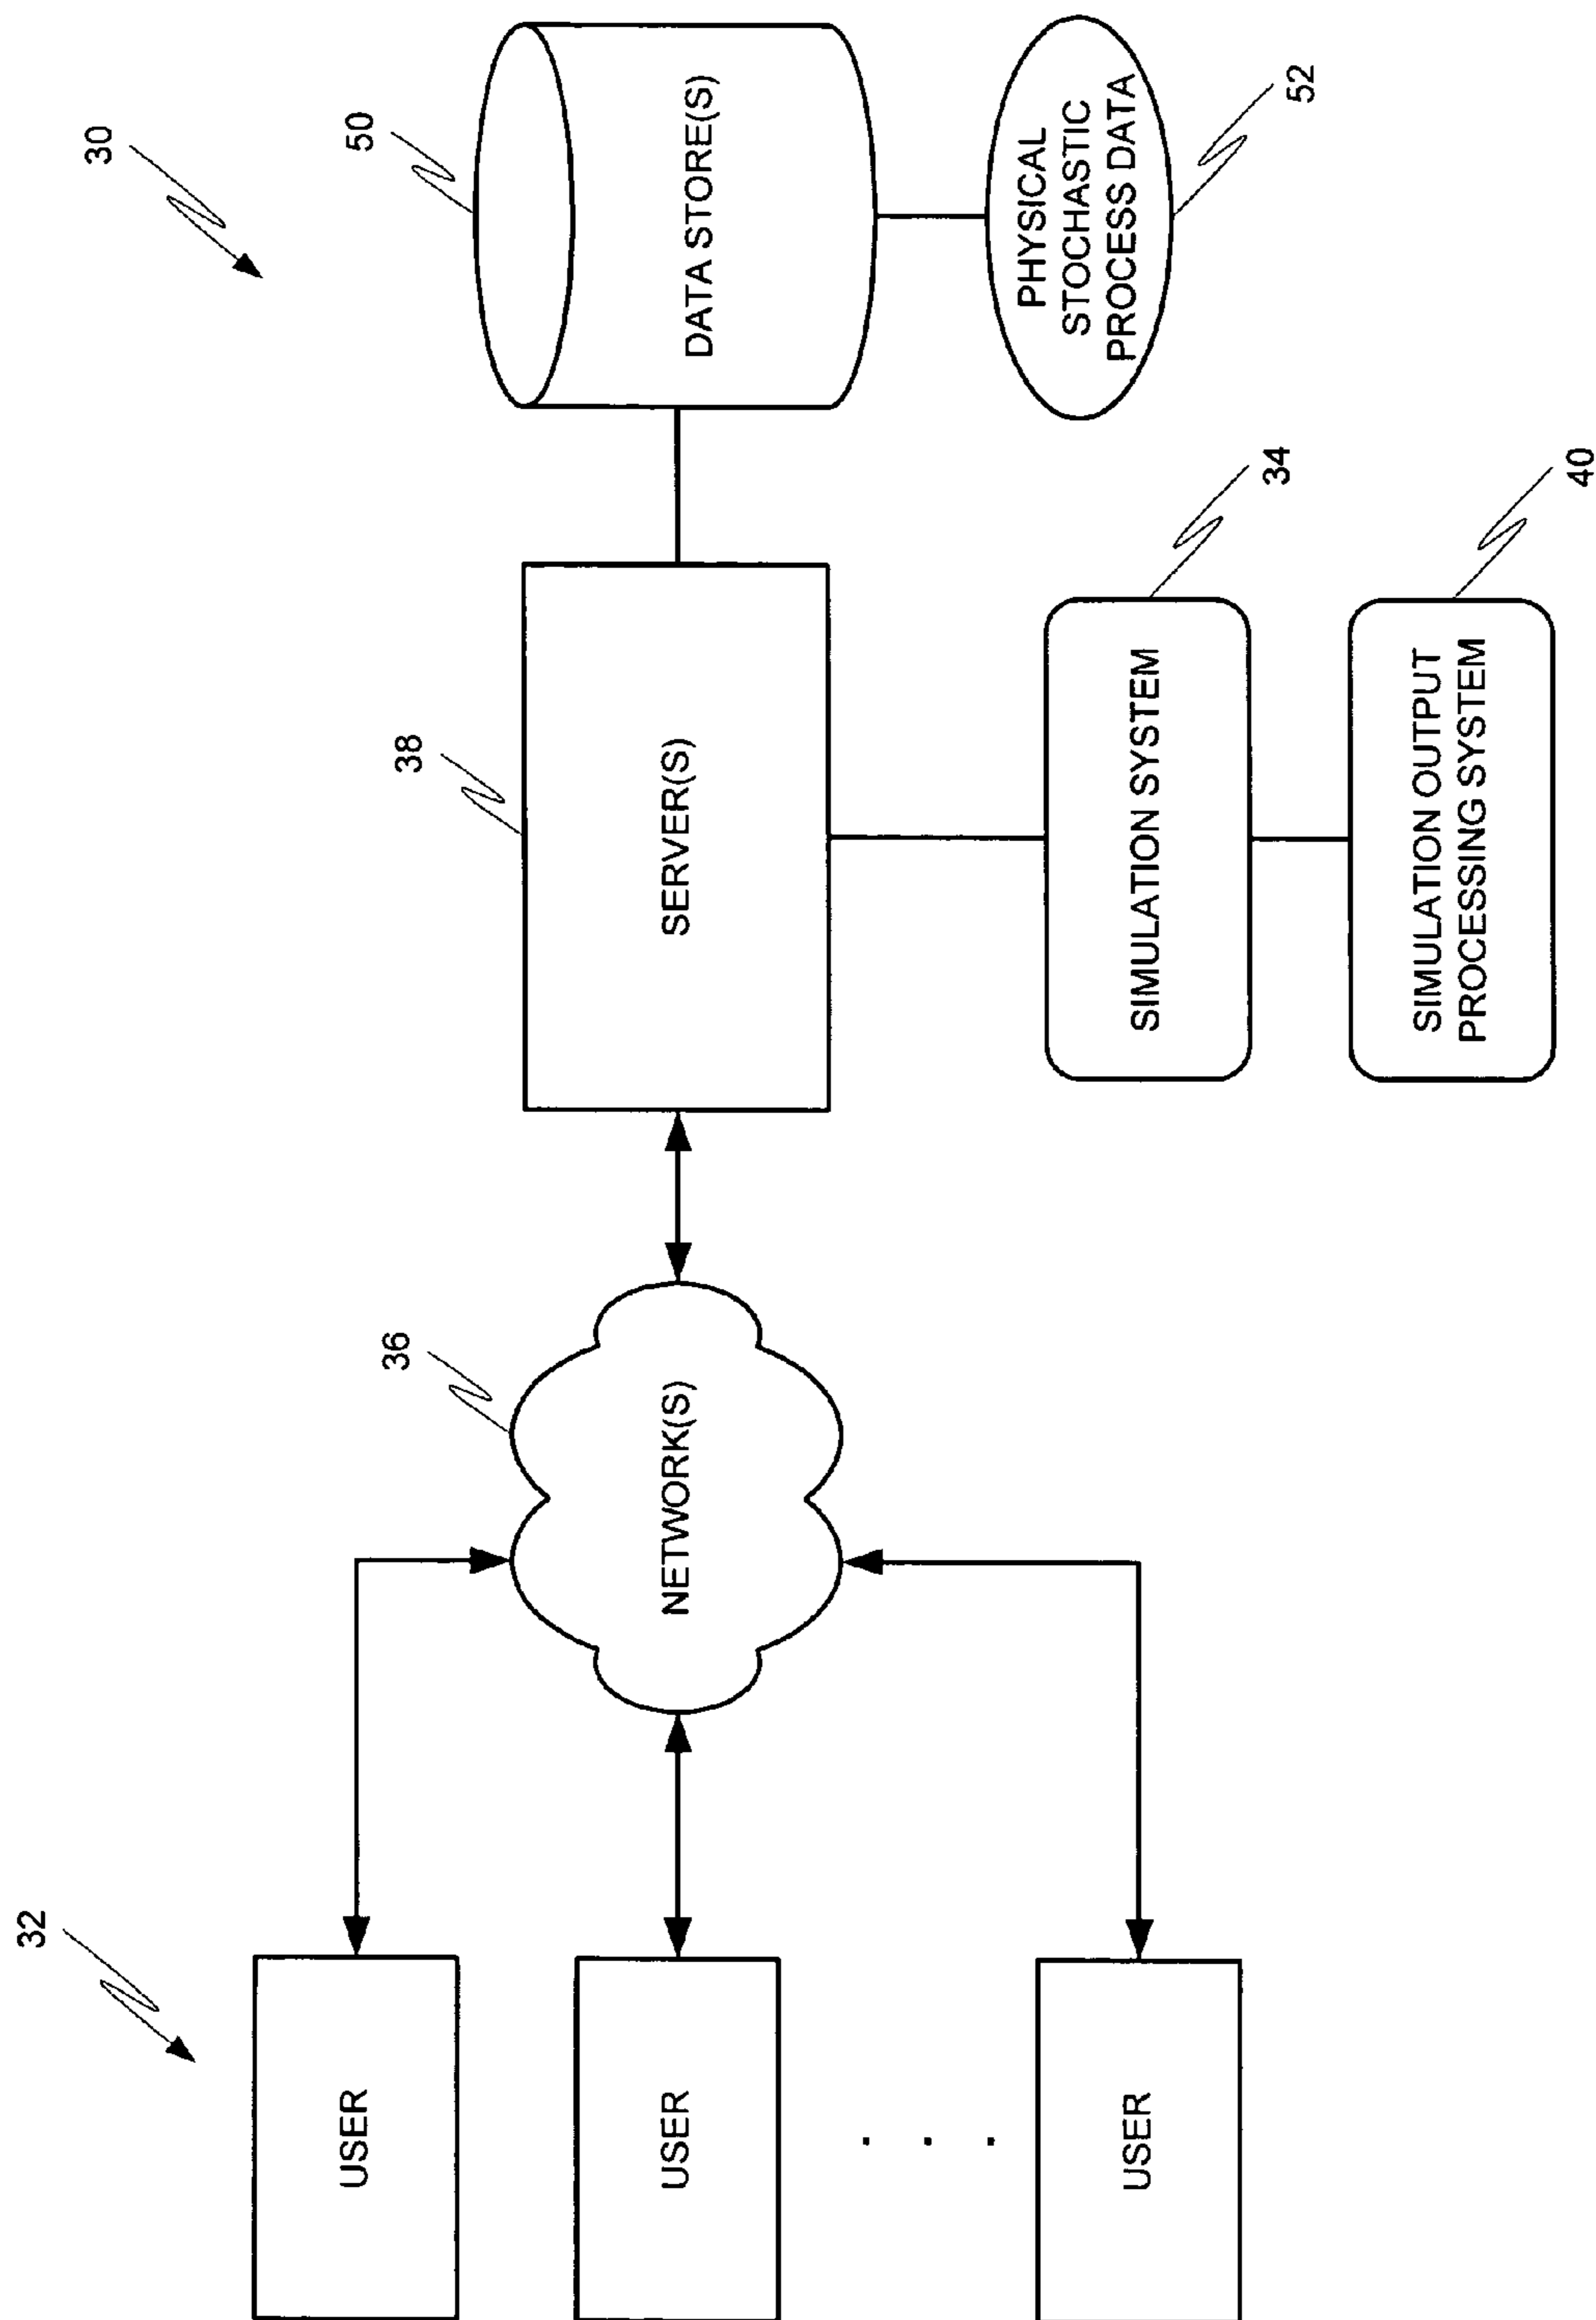 30
32
USER
USER
. . .
USER
36
NETWORK(S)
38
SERVER(S)
50
DATA STORE(S)
SIMULATION SYSTEM
34
PHYSICAL
STOCHASTIC
PROCESS DATA
52
SIMULATION OUTPUT
PROCESSING SYSTEM
40